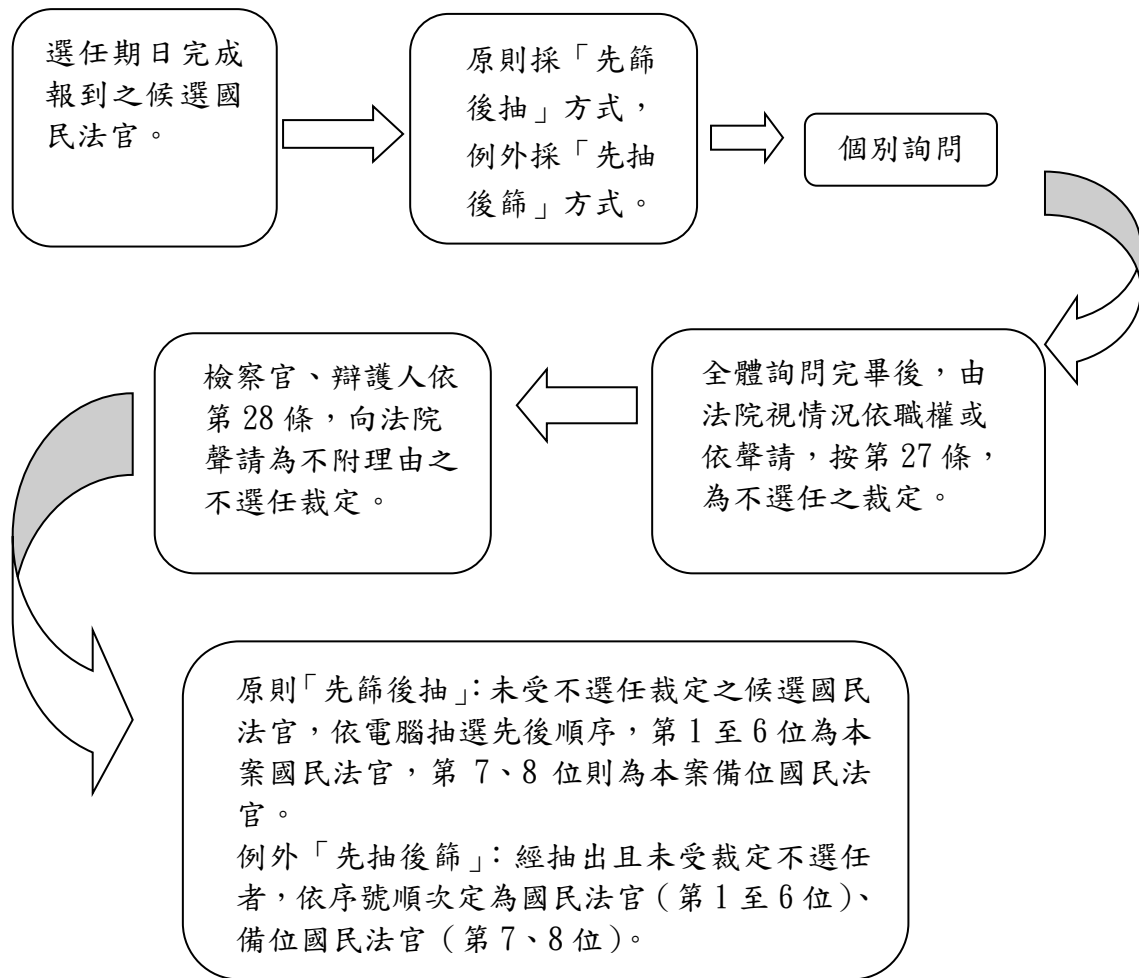 選任期日完成
報到之候選國
民法官。
原則採「先篩
後抽」方式，
例外採「先抽
後篩」方式。
個別詢問
全體詢問完畢後，由
法院視情況依職權或
依聲請，按第 27 條，
為不選任之裁定。
檢察官、辯護人依
第 28 條，向法院
聲請為不附理由之
不選任裁定。
原則「先篩後抽」：未受不選任裁定之候選國民
法官，依電腦抽選先後順序，第 1 至 6 位為本
案國民法官，第 7、8 位則為本案備位國民法
官。
例外「先抽後篩」：經抽出且未受裁定不選任
者，依序號順次定為國民法官（第 1 至 6 位）、
備位國民法官（第 7、8 位）。